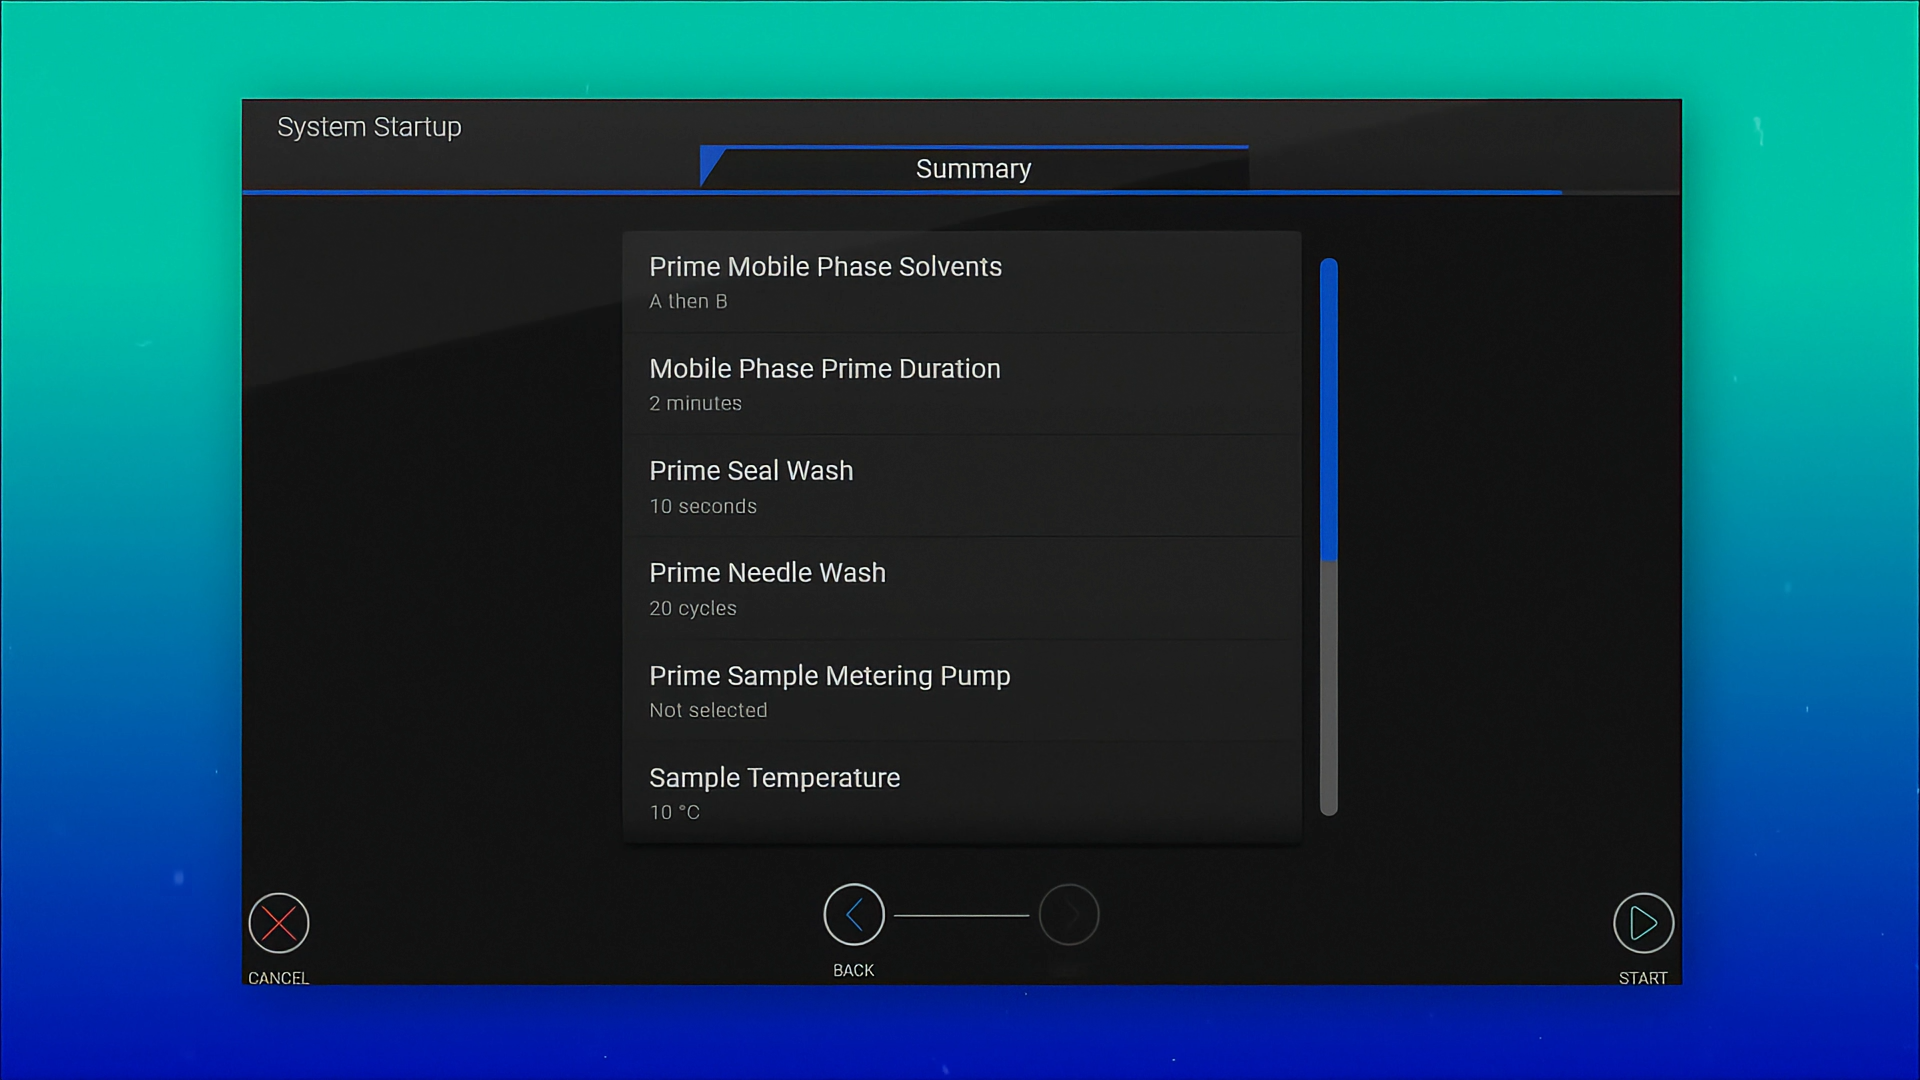 System Startup
Summary
Prime Mobile Phase Solvents
A then B
Mobile Phase Prime Duration
2 minutes
Prime Seal Wash
10 seconds
Prime Needle Wash
20 cycles
Prime Sample Metering Pump
Not selected
Sample Temperature
10 °C
CANCEL
BACK
START